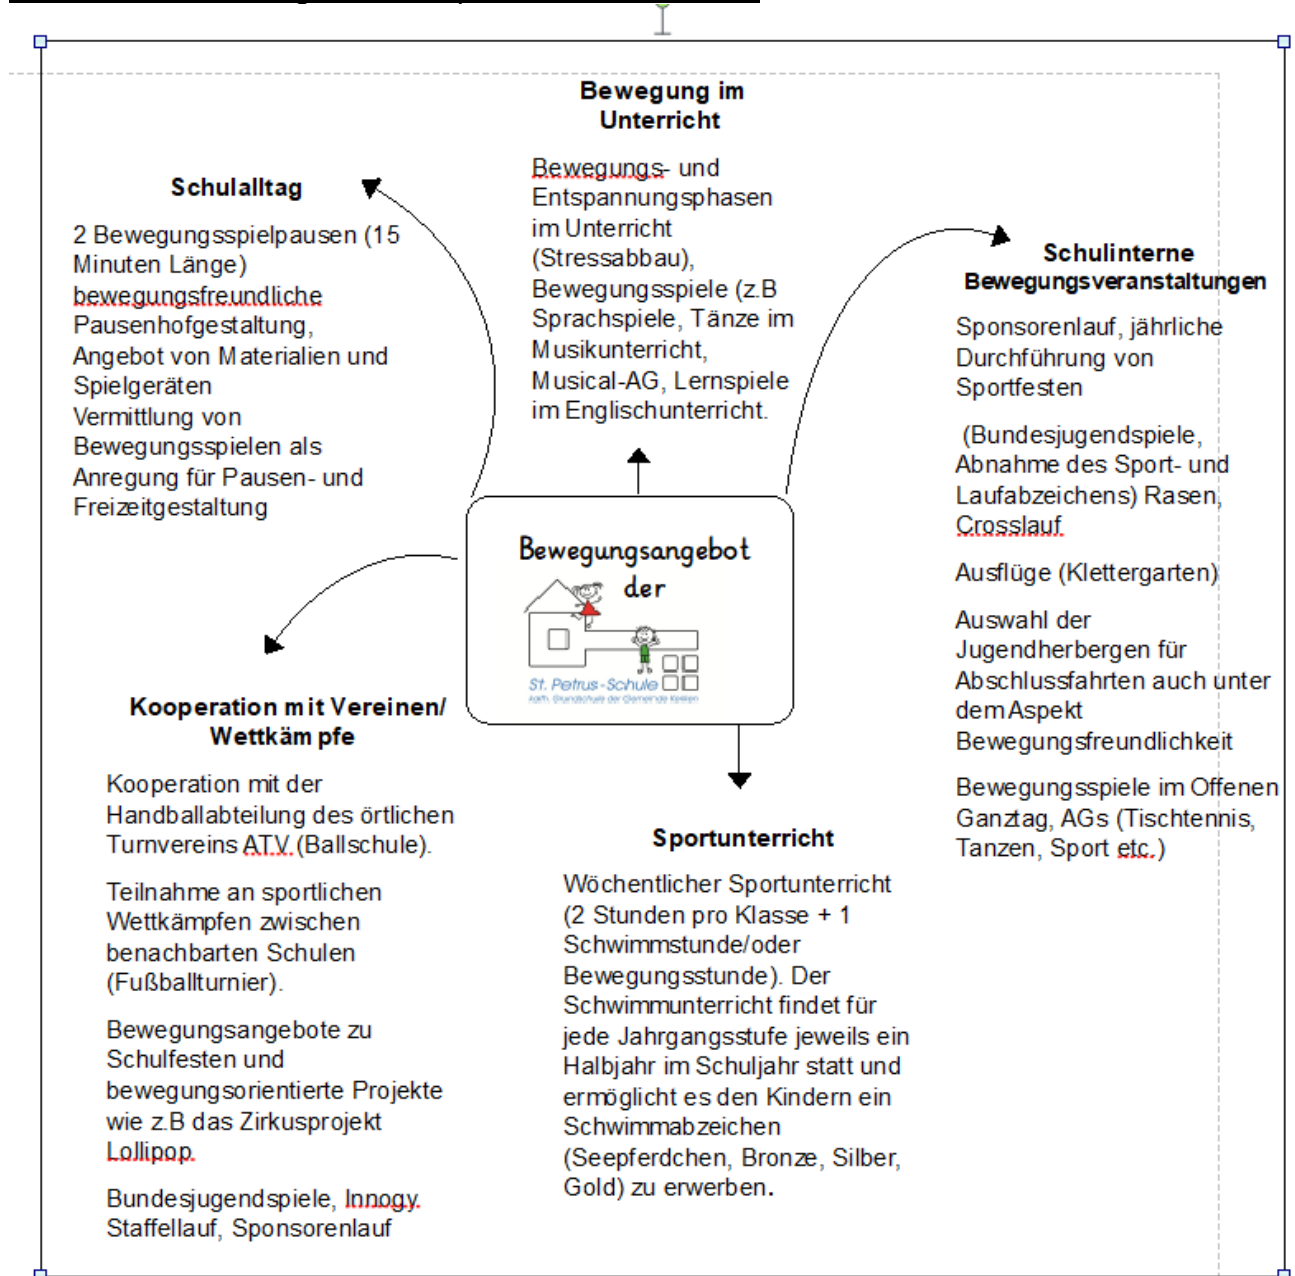 Bewegung im
Unterricht
Bewegungs- und
Entspannungsphasen
im Unterricht
(Stressabbau),
Bewegungsspiele (z.B
Sprachspiele, Tänze im
Musikunterricht,
Musical-AG, Lernspiele
im Englischunterricht.
Schulalltag
2 Bewegungsspielpausen (15
Minuten Länge)
bewegungsfreundliche
Pausenhofgestaltung,
Angebot von Materialien und
Spielgeräten
Vermittlung von
Bewegungsspielen als
Anregung für Pausen- und
Freizeitgestaltung
Schulinterne
Bewegungsveranstaltungen
Sponsorenlauf, jährliche
Durchführung von
Sportfesten
(Bundesjugendspiele,
Abnahme des Sport- und
Laufabzeichens) Rasen,
Crosslauf
Ausflüge (Klettergarten)
Auswahl der
Jugendherbergen für
Abschlussfahrten auch unter
dem Aspekt
Bewegungsfreundlichkeit
Bewegungsspiele im Offenen
Ganztag, AGs (Tischtennis,
Tanzen, Sport etc.)
Bewegungsangebot
der
St. Petrus-Schule
Kath. Grundschule der Gemeinde Kerken
Kooperation mit Vereinen/
Wettkämpfe
Kooperation mit der
Handballabteilung des örtlichen
Turnvereins ATV (Ballschule).
Teilnahme an sportlichen
Wettkämpfen zwischen
benachbarten Schulen
(Fußballturnier).
Bewegungsangebote zu
Schulfesten und
bewegungsorientierte Projekte
wie z.B das Zirkusprojekt
Lollipop
Bundesjugendspiele, Innogy
Staffellauf, Sponsorenlauf
Sportunterricht
Wöchentlicher Sportunterricht
(2 Stunden pro Klasse + 1
Schwimmstunde/oder
Bewegungsstunde). Der
Schwimmunterricht findet für
jede Jahrgangsstufe jeweils ein
Halbjahr im Schuljahr statt und
ermöglicht es den Kindern ein
Schwimmabzeichen
(Seepferdchen, Bronze, Silber,
Gold) zu erwerben.